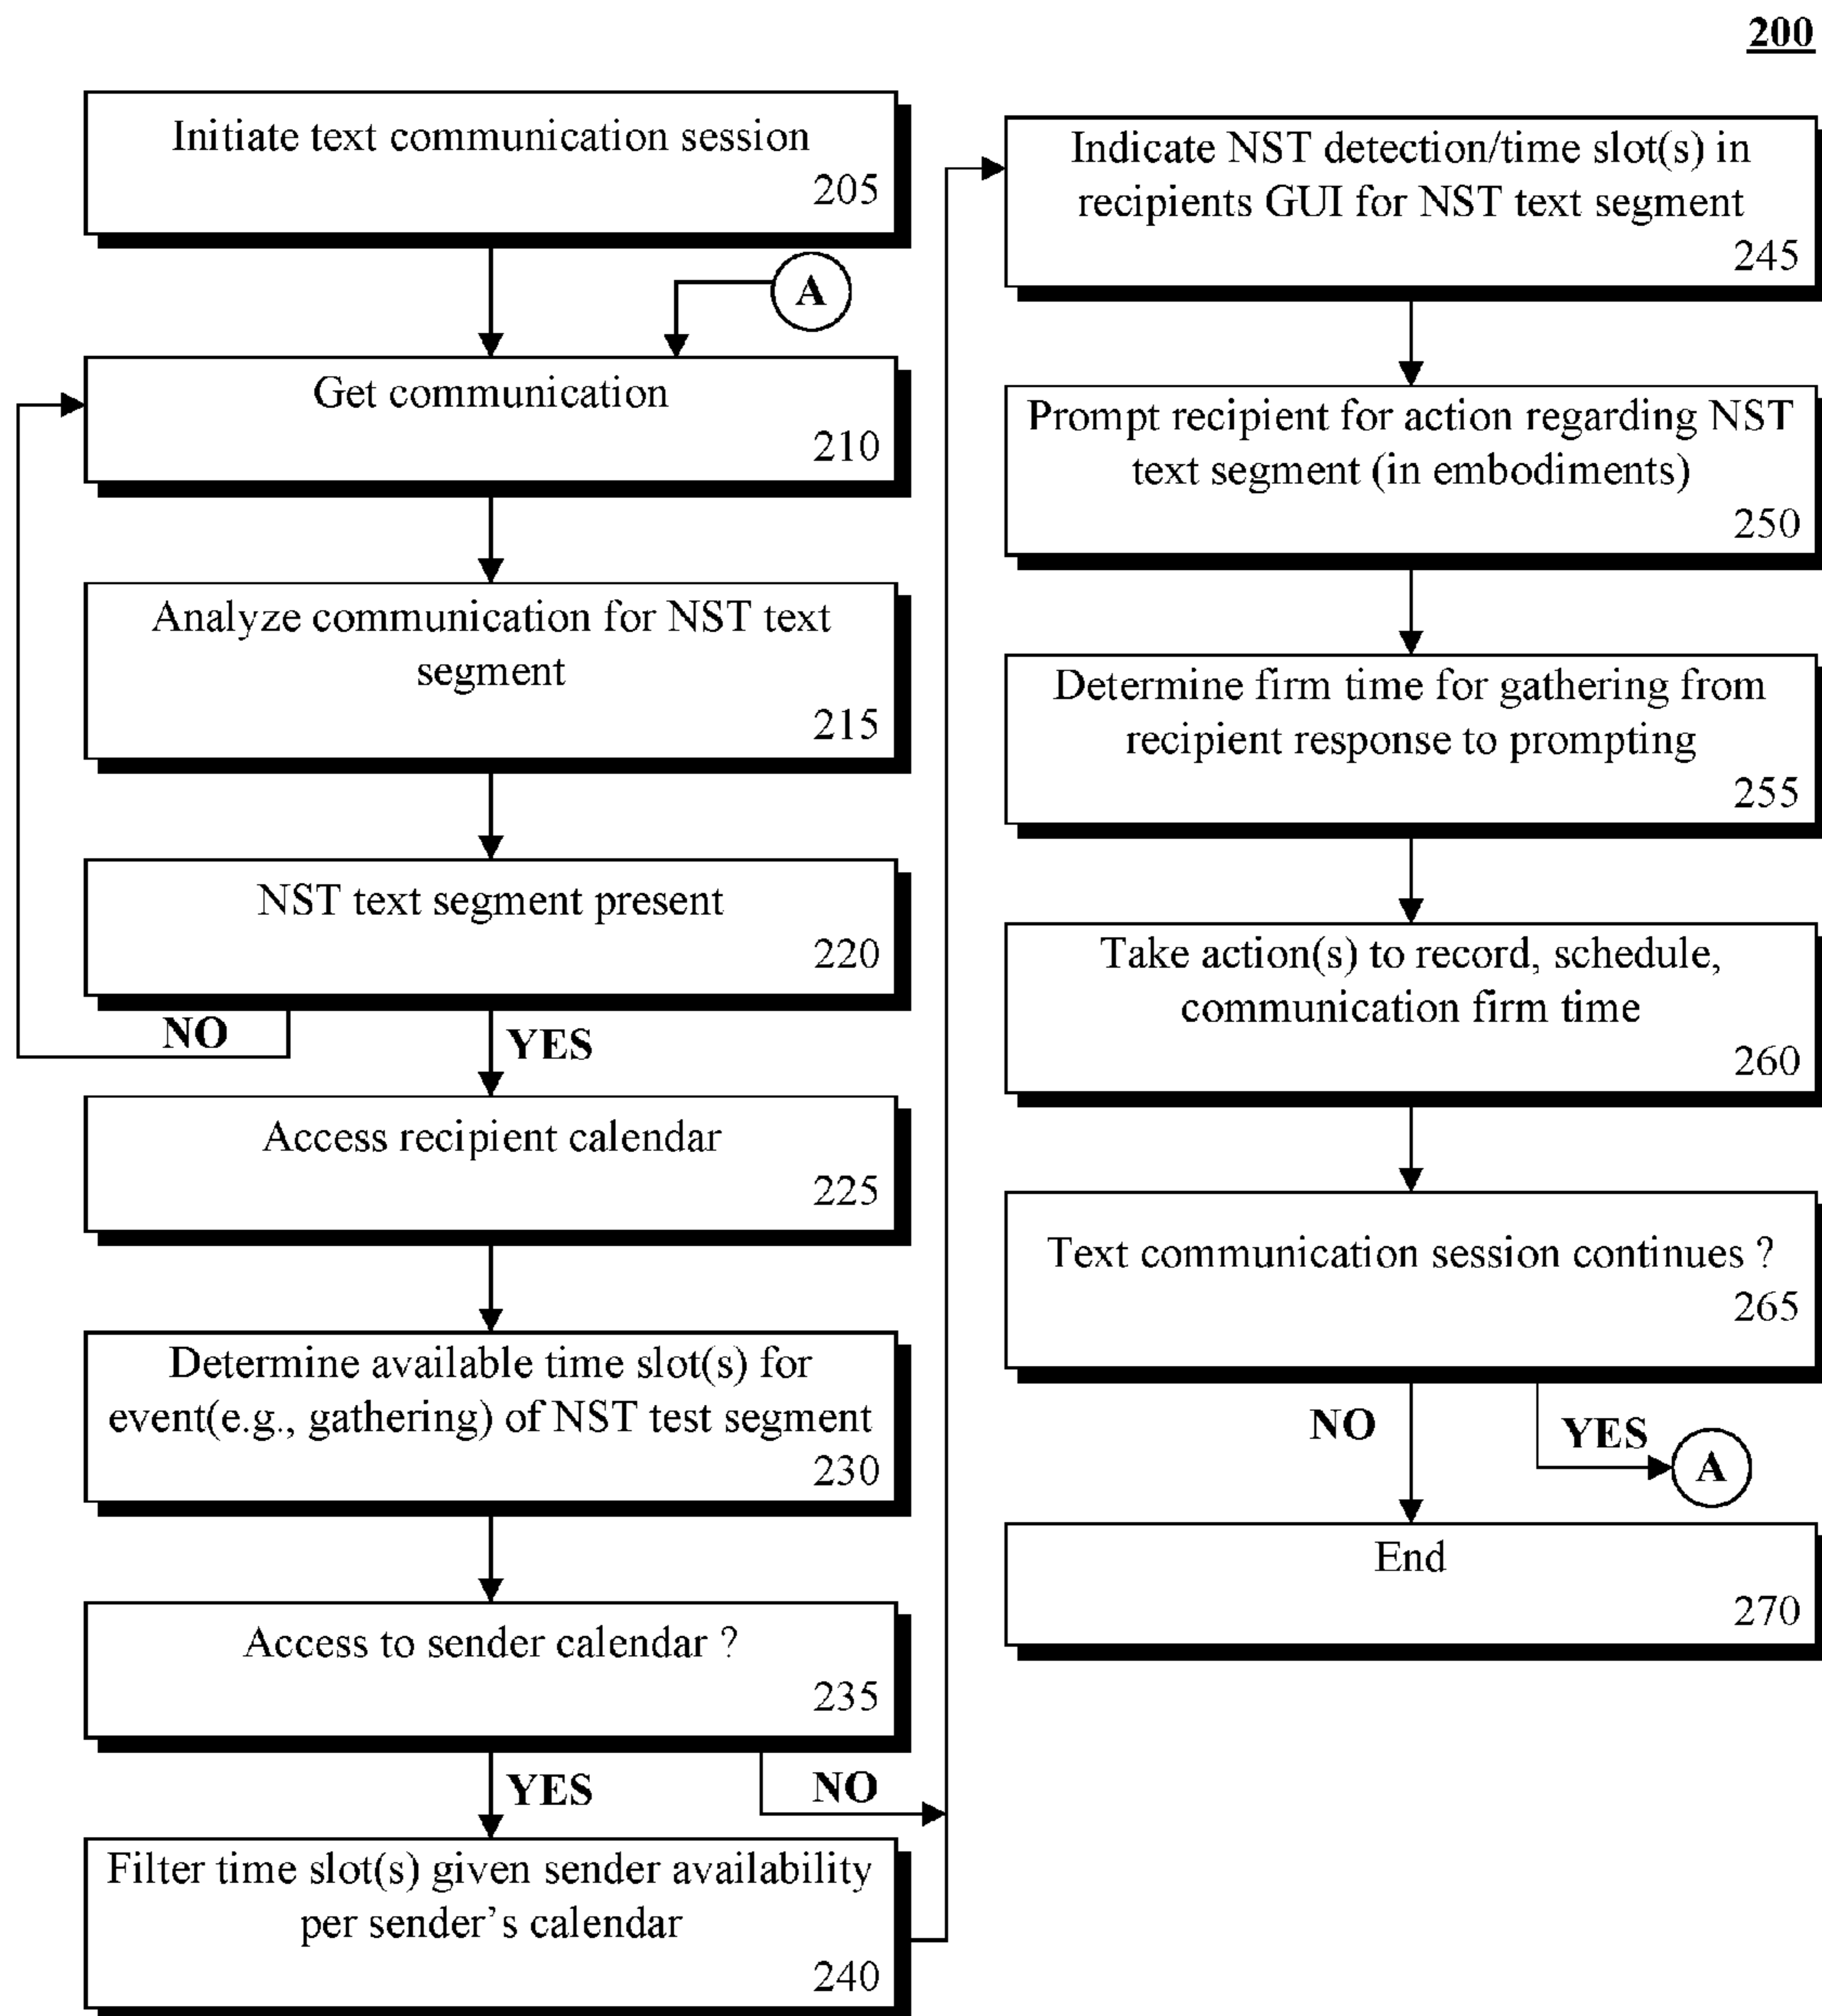 200
Initiate text communication session
205
A
Get communication
210
Analyze communication for NST text
segment
215
NST text segment present
220
NO
YES
Access recipient calendar
225
Determine available time slot(s) for
event(e.g., gathering) of NST test segment
230
Access to sender calendar ?
235
YES
NO
Filter time slot(s) given sender availability
per sender’s calendar
240
Indicate NST detection/time slot(s) in
recipients GUI for NST text segment
245
Prompt recipient for action regarding NST
text segment (in embodiments)
250
Determine firm time for gathering from
recipient response to prompting
255
Take action(s) to record, schedule,
communication firm time
260
Text communication session continues ?
265
NO
YES
A
End
270